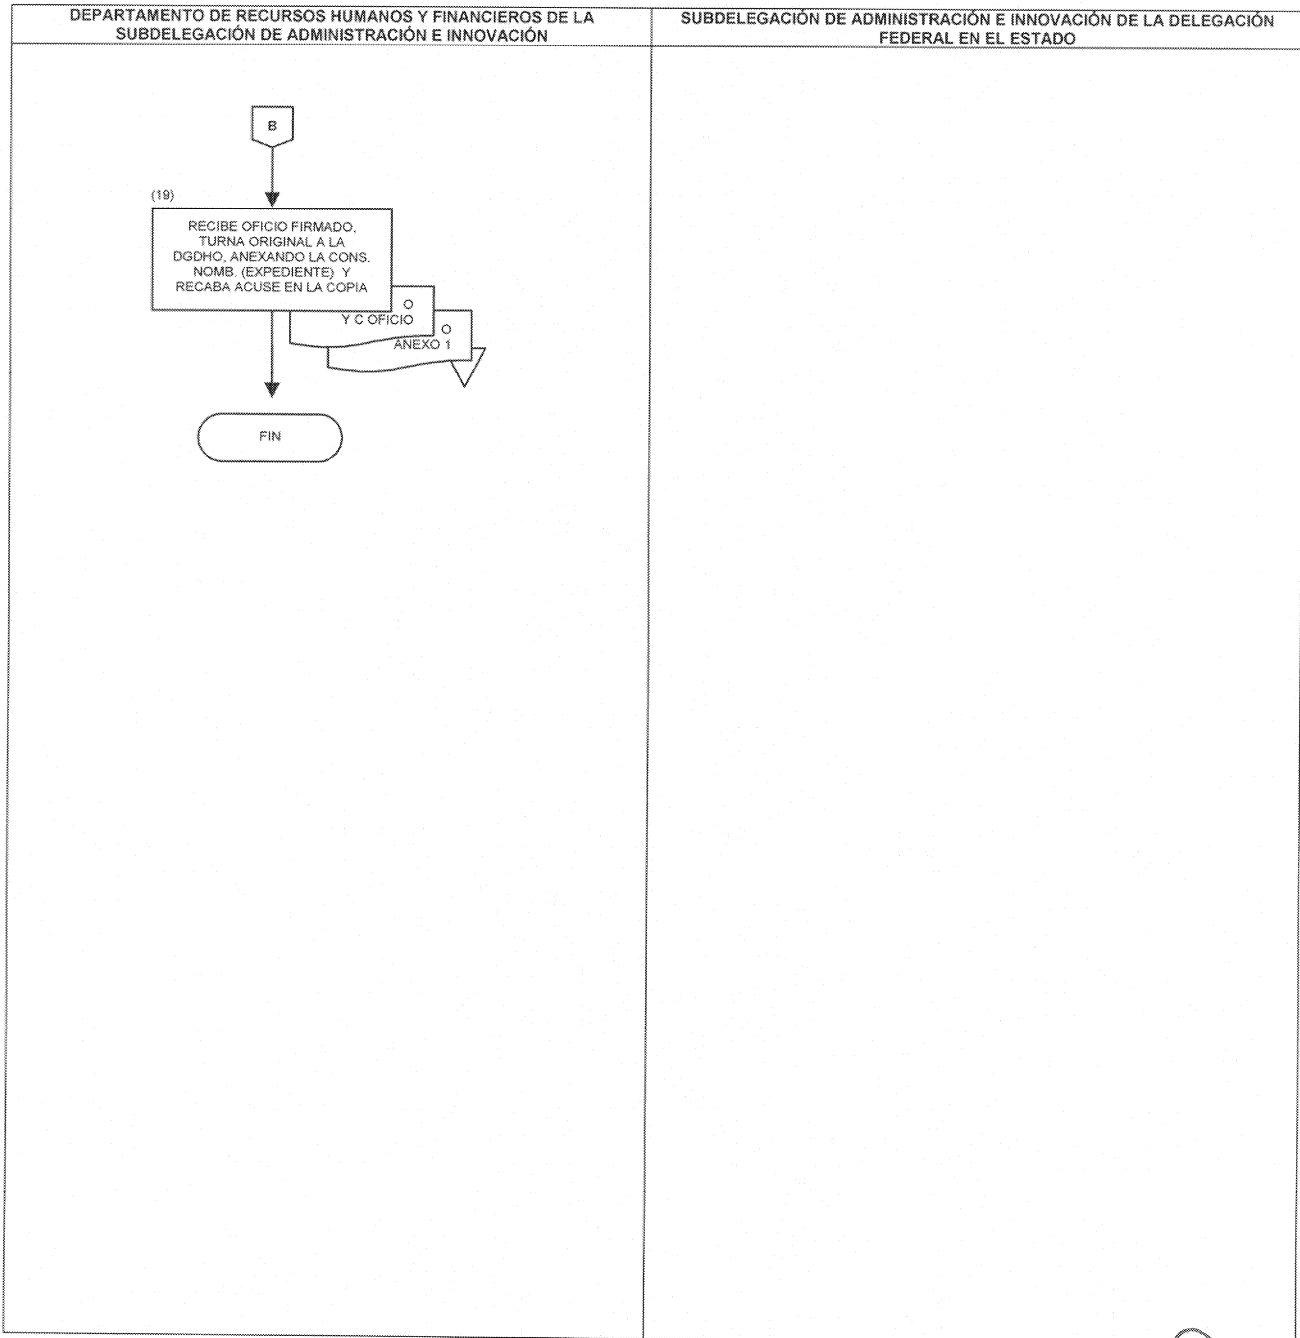 DEPARTAMENTO DE RECURSOS HUMANOS Y FINANCIEROS DE LA
SUBDELEGACIÓN DE ADMINISTRACIÓN E INNOVACIÓN
SUBDELEGACIÓN DE ADMINISTRACIÓN E INNOVACIÓN DE LA DELEGACIÓN
FEDERAL EN EL ESTADO
B
(19)
RECIBE OFICIO FIRMADO,
TURNA ORIGINAL A LA
DGDHO, ANEXANDO LA CONS.
NOMB. (EXPEDIENTE) Y
RECABA ACUSE EN LA COPIA
O
Y C OFICIO
O
ANEXO 1
FIN